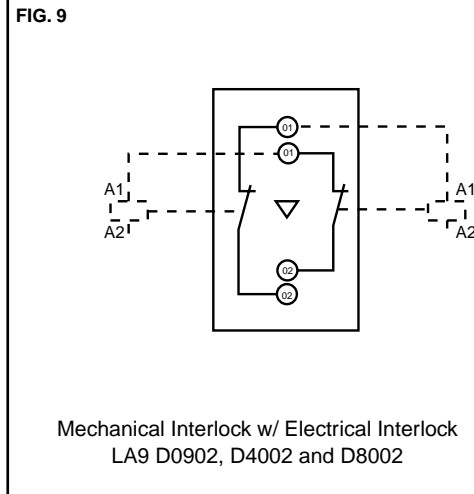 FIG. 9
01
01
A1
A1
A2
A2
02
02
Mechanical Interlock w/ Electrical Interlock
LA9 D0902, D4002 and D8002